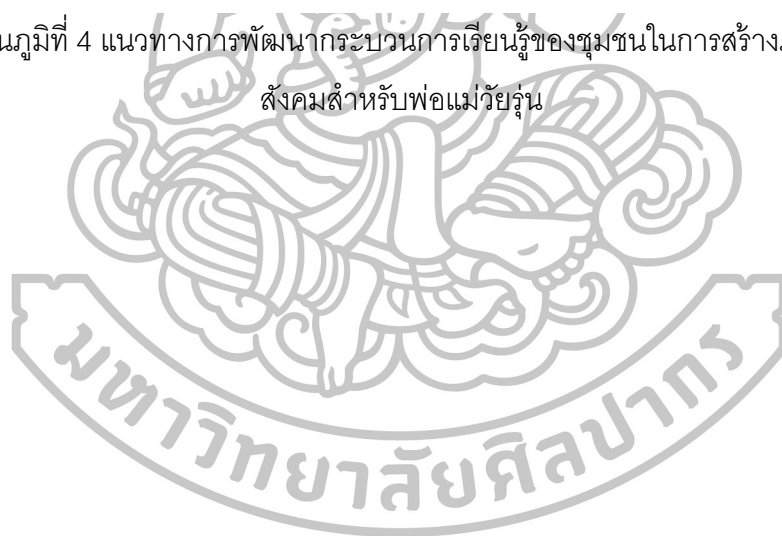 นภูมิที่ 4 แนวทางการพัฒนากระบวนการเรียนรู้ของชุมชนในการสร้าง
สังคมสำหรับพ่อแม่วัยรุ่น
มหาวิทยาลัยศิลปากร